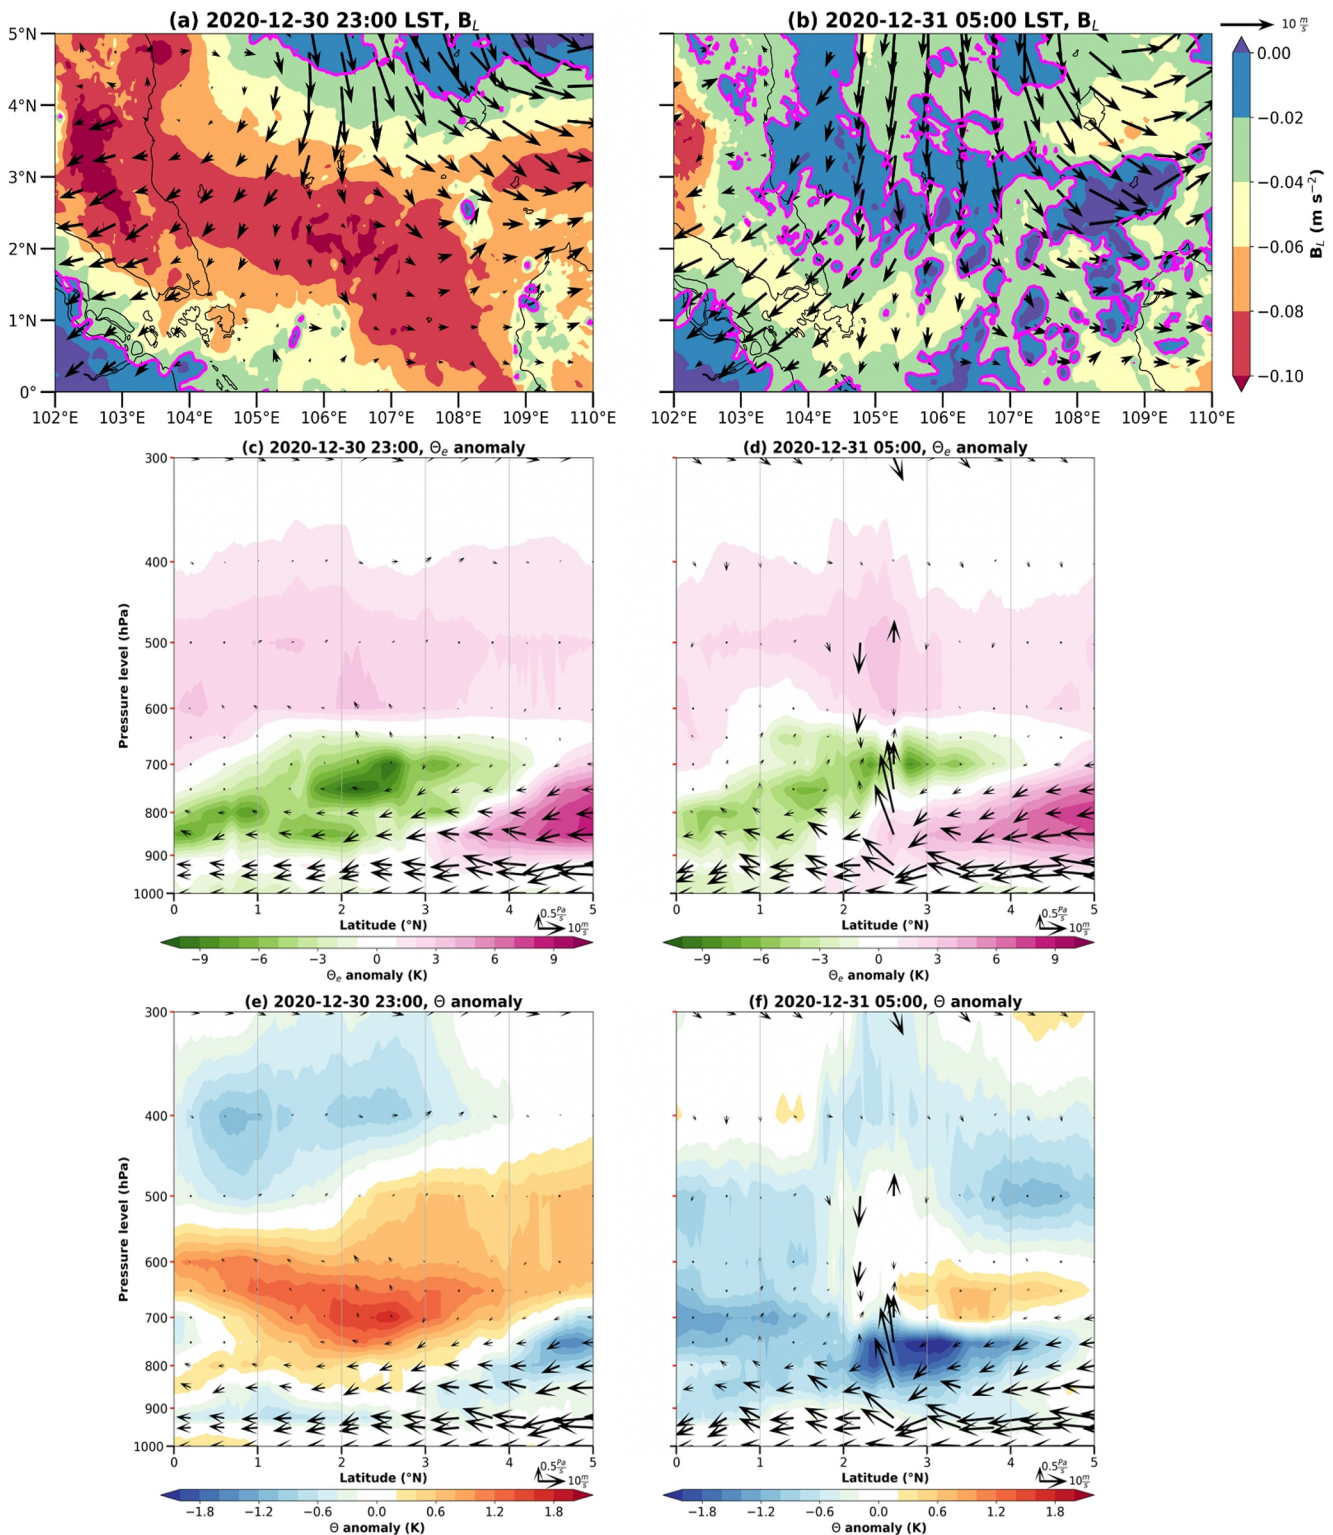 (a) 2020-12-30 23:00 LST, B_L
(b) 2020-12-31 05:00 LST, B_L
10 m/s
5°N
4°N
3°N
2°N
1°N
0°
102°E 103°E 104°E 105°E 106°E 107°E 108°E 109°E 110°E
102°E 103°E 104°E 105°E 106°E 107°E 108°E 109°E 110°E
0.00
−0.02
−0.04
−0.06
−0.08
−0.10
B_L (m s⁻²)
(c) 2020-12-30 23:00, Θ_e anomaly
(d) 2020-12-31 05:00, Θ_e anomaly
Pressure level (hPa)
300
400
500
600
700
800
900
1000
0 1 2 3 4 5
0 1 2 3 4 5
Latitude (°N)
0.5 Pa/s
10 m/s
Latitude (°N)
0.5 Pa/s
10 m/s
−9 −6 −3 0 3 6 9
−9 −6 −3 0 3 6 9
Θ_e anomaly (K)
Θ_e anomaly (K)
(e) 2020-12-30 23:00, Θ anomaly
(f) 2020-12-31 05:00, Θ anomaly
Pressure level (hPa)
300
400
500
600
700
800
900
1000
0 1 2 3 4 5
0 1 2 3 4 5
Latitude (°N)
0.5 Pa/s
10 m/s
Latitude (°N)
0.5 Pa/s
10 m/s
−1.8 −1.2 −0.6 0.0 0.6 1.2 1.8
−1.8 −1.2 −0.6 0.0 0.6 1.2 1.8
Θ anomaly (K)
Θ anomaly (K)